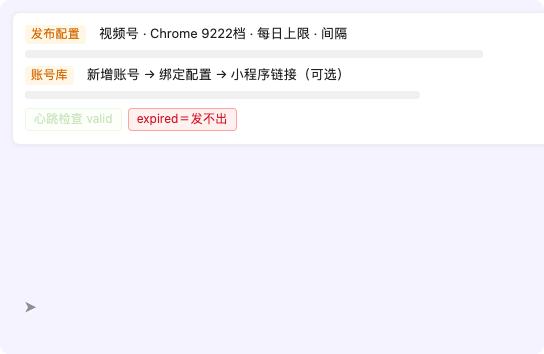 发布配置 视频号 · Chrome 9222档 · 每日上限 · 间隔
账号库 新增账号 → 绑定配置 → 小程序链接（可选）
心跳检查 valid expired＝发不出